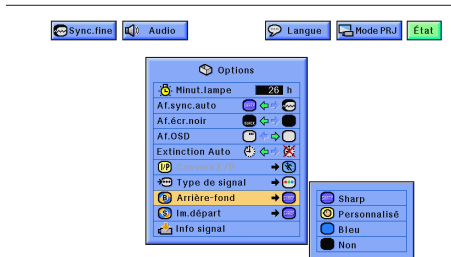 Sync.fine Audio Langue Mode PRJ État
Options
Minut.lampe 26 h
Af.sync.auto
Af.écr.noir
Af.OSD
Extinction Auto
I/P
Type de signal
Arrière-fond
Im.départ
Info signal
Sharp
Personnalisé
Bleu
Non